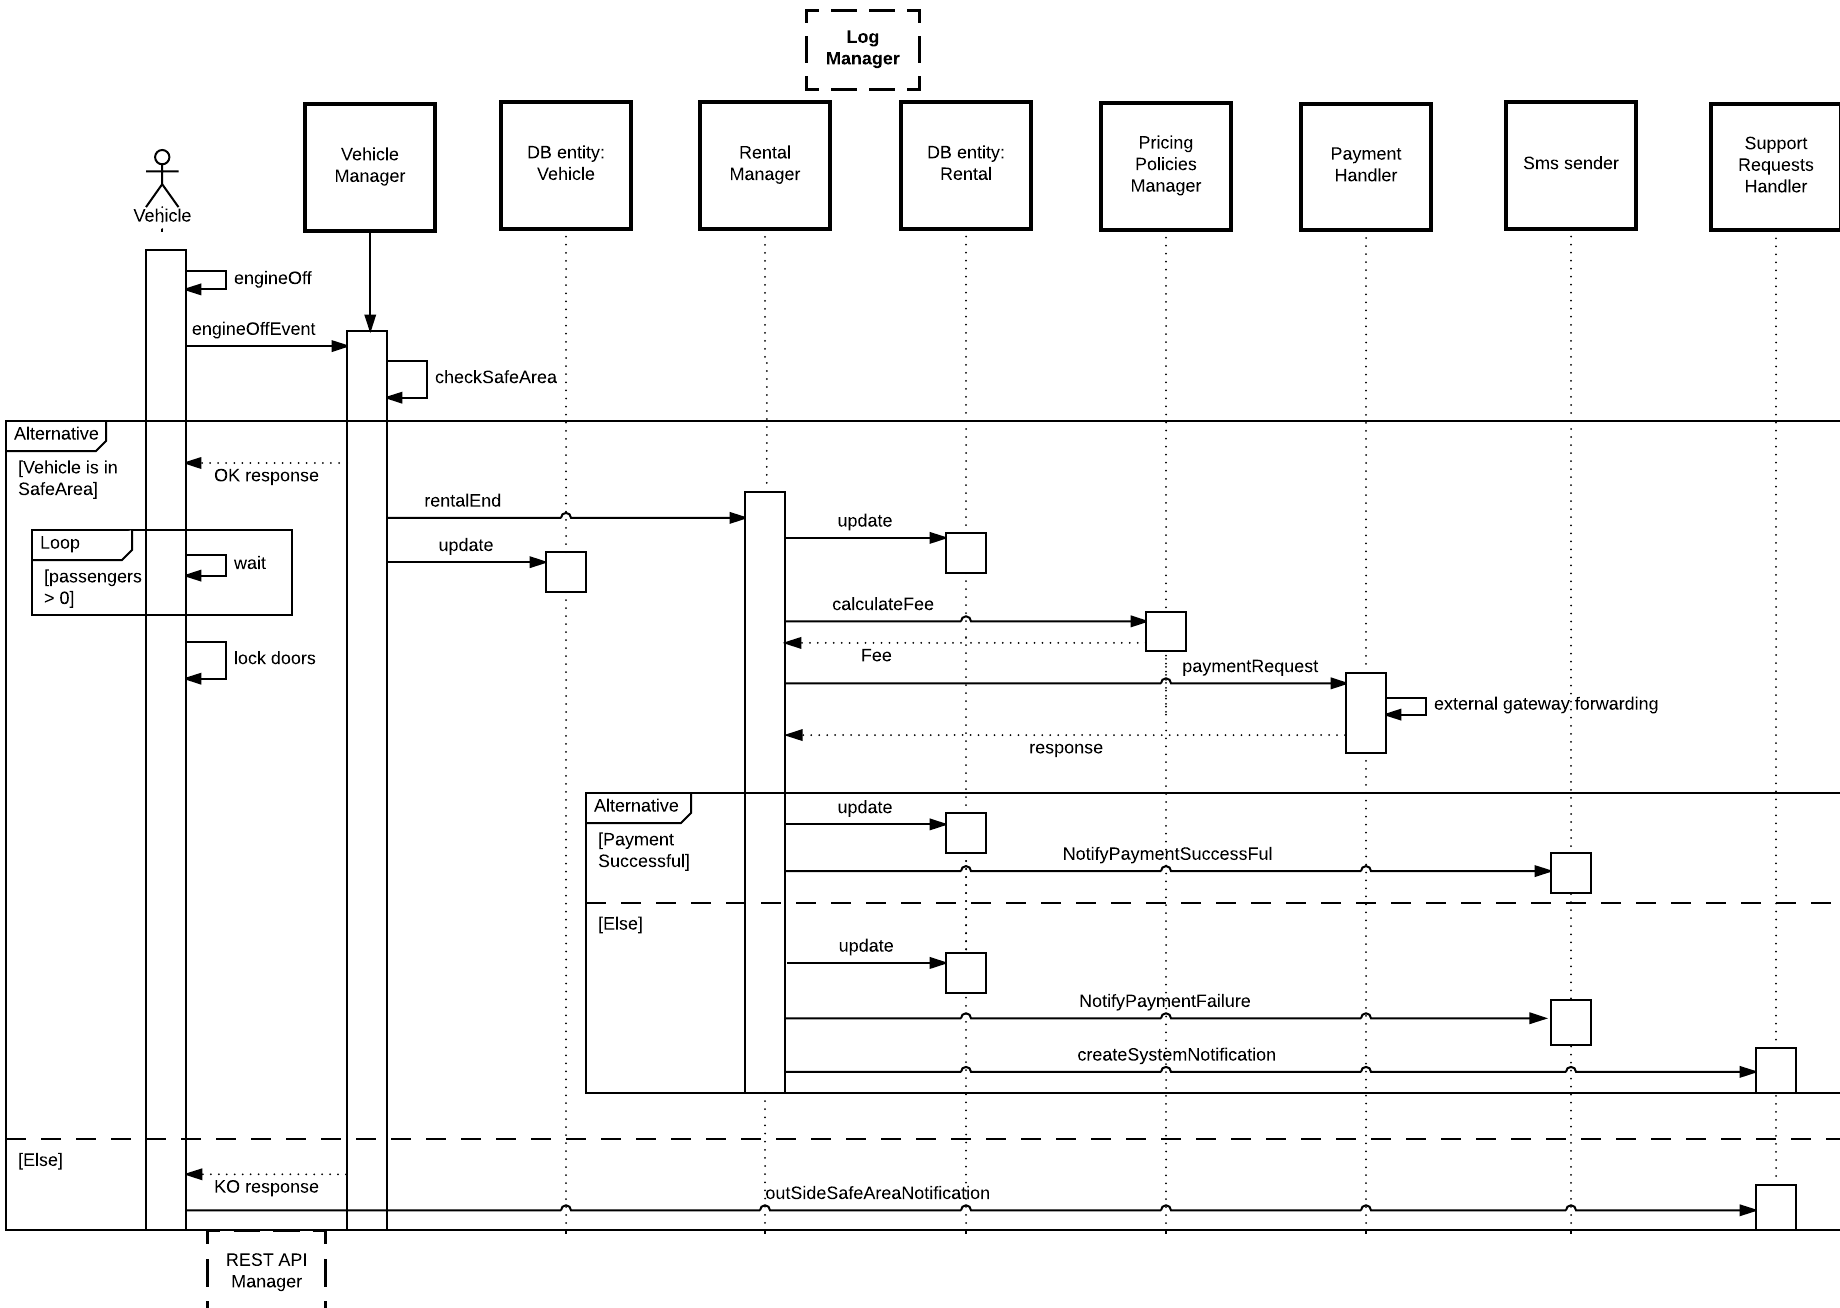 Log
Manager
Vehicle
Manager
DB entity:
Vehicle
Rental
Manager
DB entity:
Rental
Pricing
Policies
Manager
Payment
Handler
Sms sender
Support
Requests
Handler
Vehicle
engineOff
engineOffEvent
checkSafeArea
Alternative
[Vehicle is in
SafeArea]
OK response
rentalEnd
update
Loop
[passengers
> 0]
wait
update
calculateFee
Fee
lock doors
paymentRequest
external gateway forwarding
response
Alternative
[Payment
Successful]
update
NotifyPaymentSuccessFul
[Else]
update
NotifyPaymentFailure
createSystemNotification
[Else]
KO response
outSideSafeAreaNotification
REST API
Manager